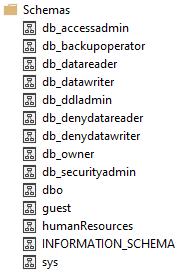 Schemas
db_accessadmin
db_backupoperator
db_datareader
db_datawriter
db_ddladmin
db_denydatareader
db_denydatawriter
db_owner
db_securityadmin
dbo
guest
humanResources
INFORMATION_SCHEMA
sys